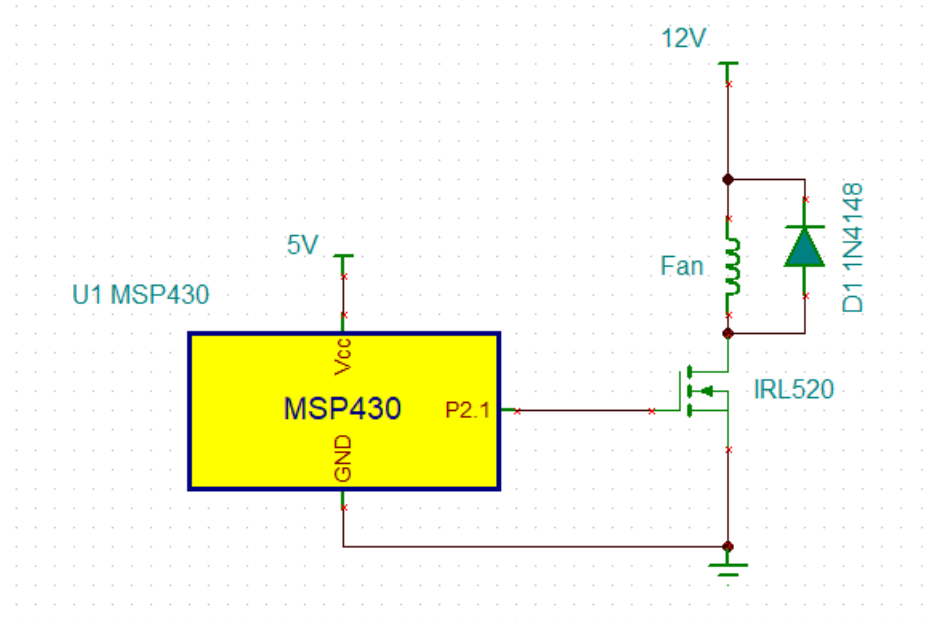 12V
5V
Fan
D1 1N4148
U1 MSP430
Vcc
MSP430
P2.1
IRL520
GND